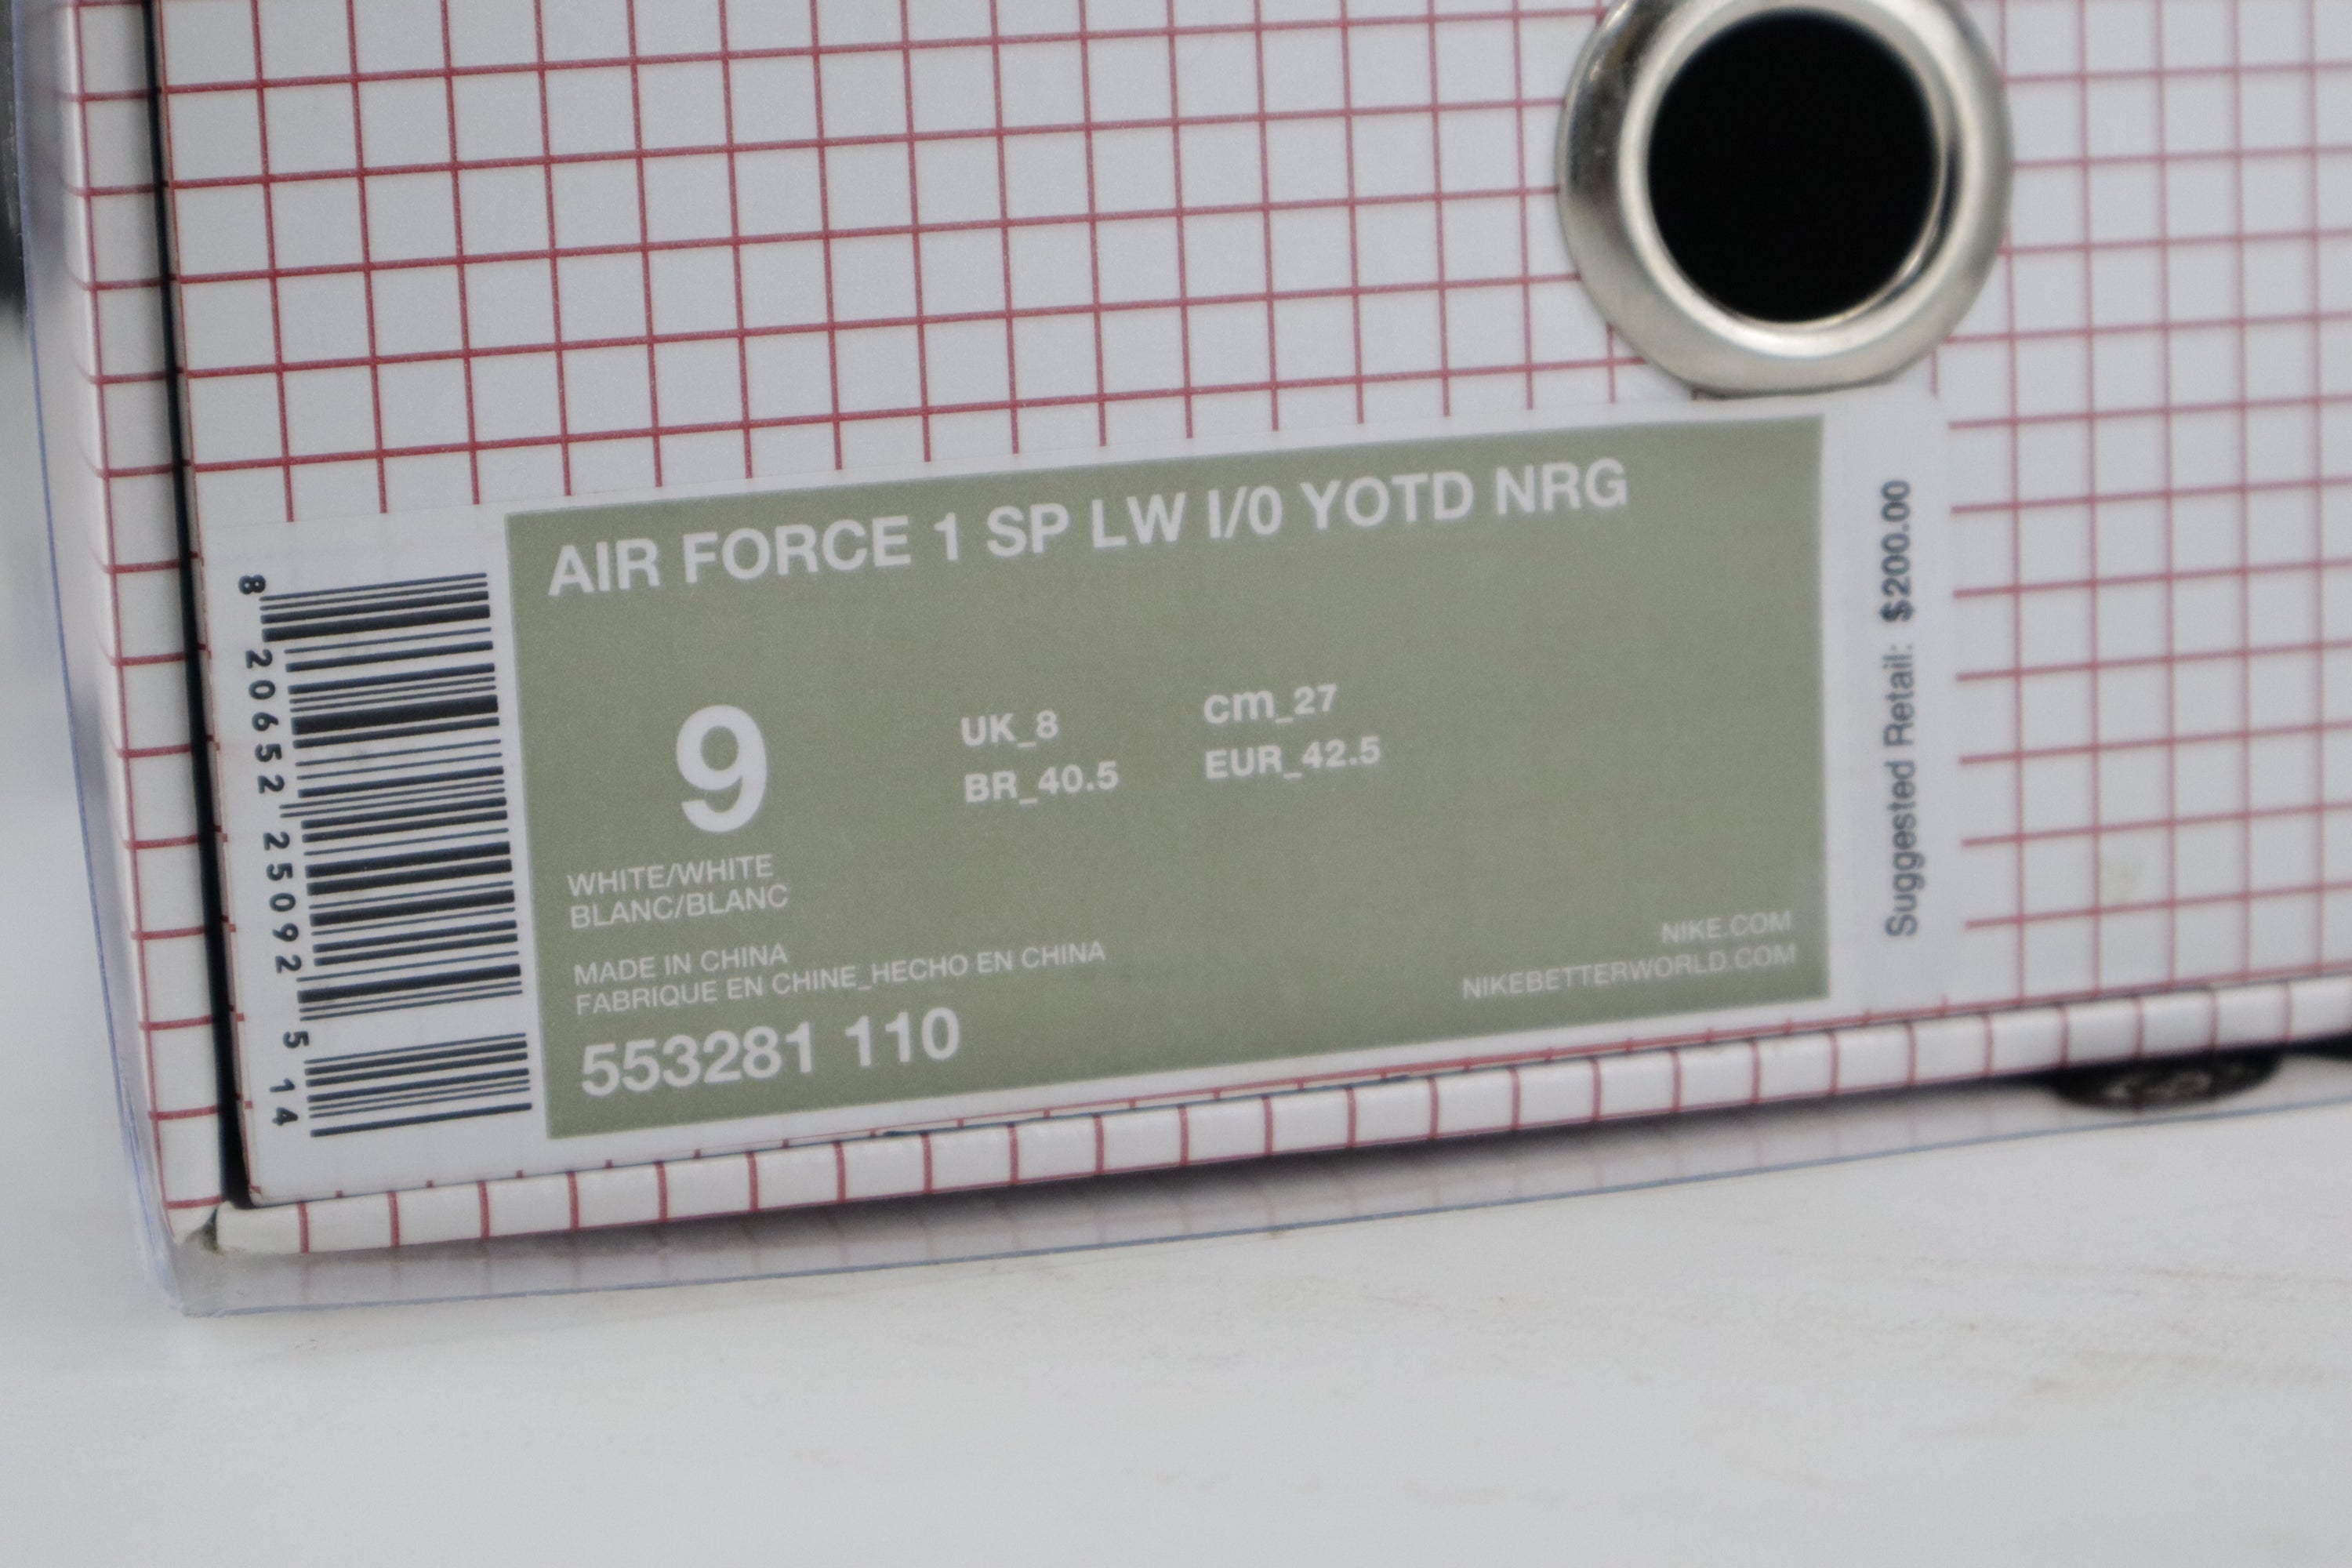 AIR FORCE 1 SP LW I/0 YOTD NRG
9
UK_8
cm_27
BR_40.5
EUR_42.5
WHITE/WHITE
BLANC/BLANC
MADE IN CHINA
FABRIQUE EN CHINE_HECHO EN CHINA
553281 110
NIKE.COM
NIKEBETTERWORLD.COM
8 20652 25092 5 14
Suggested Retail: $200.00